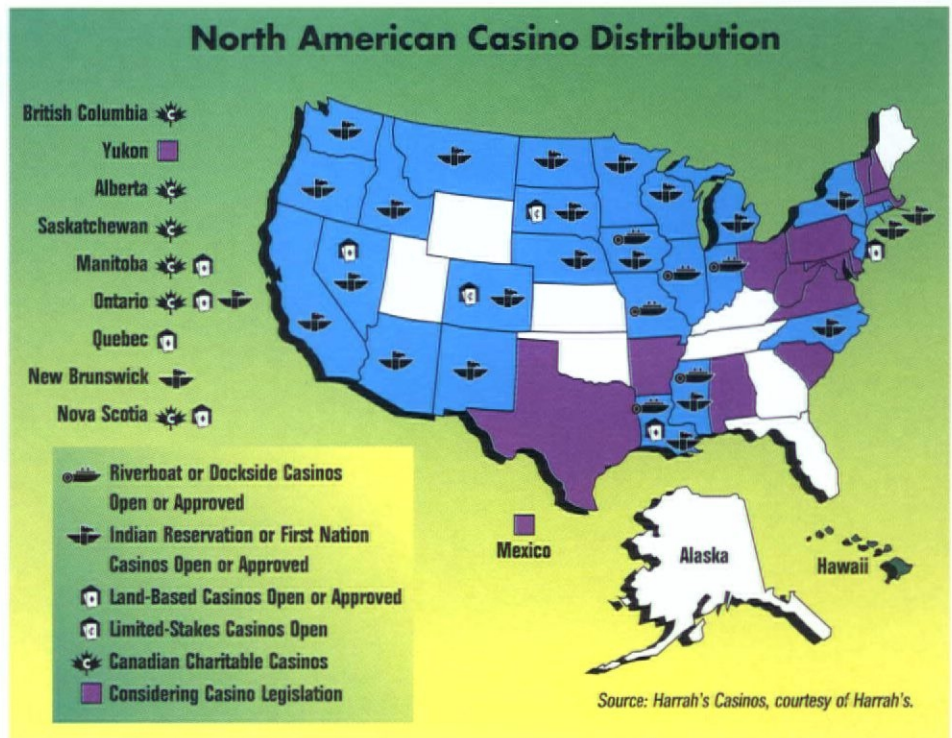 North American Casino Distribution
British Columbia
Yukon
Alberta
Saskatchewan
Manitoba
Ontario
Quebec
New Brunswick
Nova Scotia
Riverboat or Dockside Casinos
Open or Approved
Indian Reservation or First Nation
Casinos Open or Approved
Land-Based Casinos Open or Approved
Limited-Stakes Casinos Open
Canadian Charitable Casinos
Considering Casino Legislation
Mexico
Alaska
Hawaii
Source: Harrah's Casinos, courtesy of Harrah's.